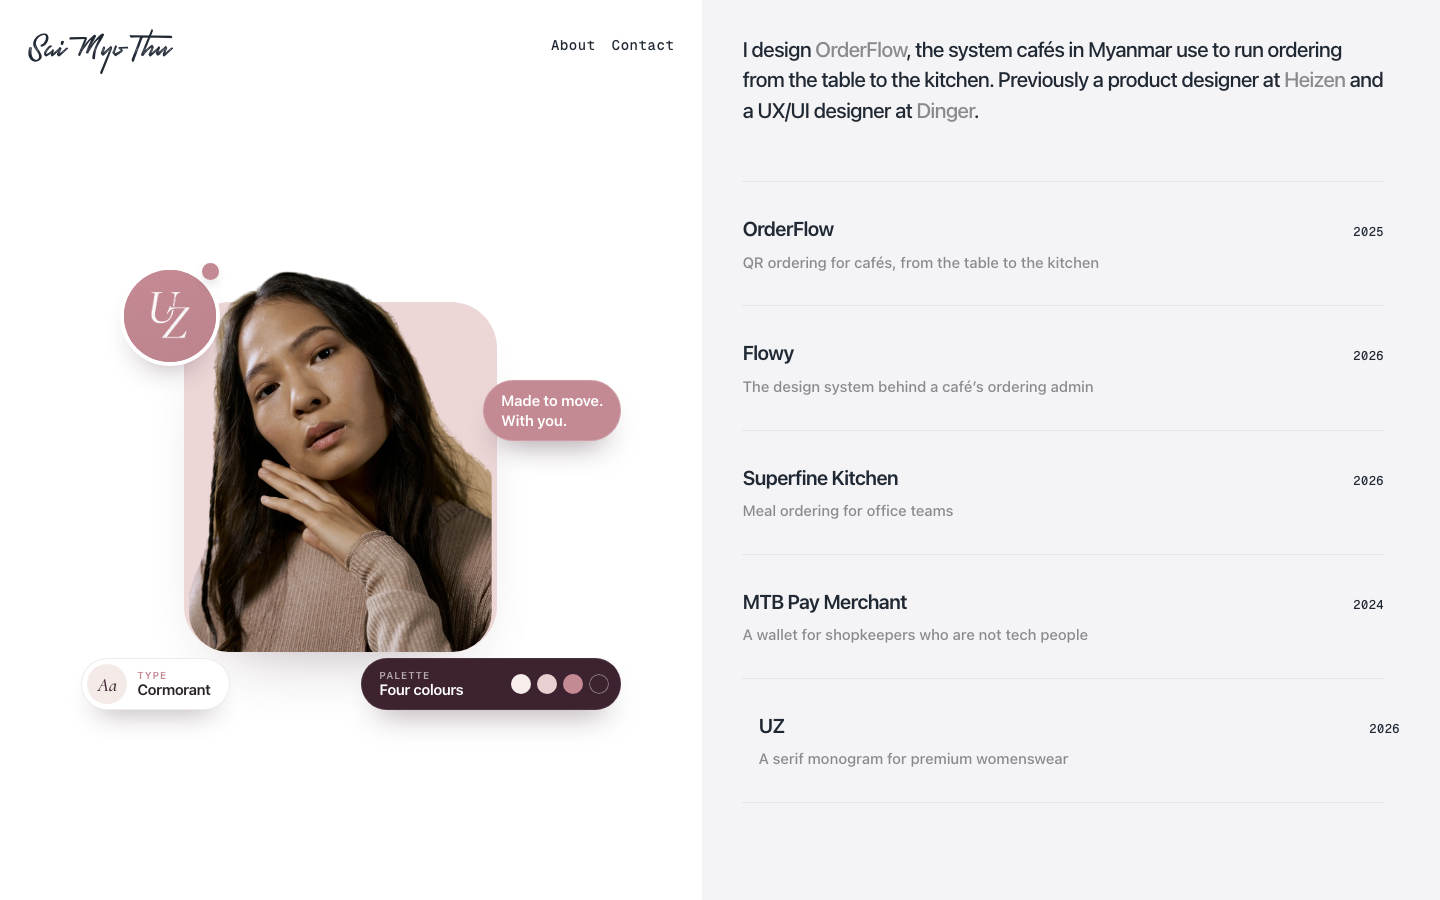 Sai Myo Thu
About Contact
UZ
Made to move.
With you.
Aa
TYPE
Cormorant
PALETTE
Four colours
I design OrderFlow, the system cafés in Myanmar use to run ordering
from the table to the kitchen. Previously a product designer at Heizen and
a UX/UI designer at Dinger.
OrderFlow 2025
QR ordering for cafés, from the table to the kitchen
Flowy 2026
The design system behind a café’s ordering admin
Superfine Kitchen 2026
Meal ordering for office teams
MTB Pay Merchant 2024
A wallet for shopkeepers who are not tech people
UZ 2026
A serif monogram for premium womenswear